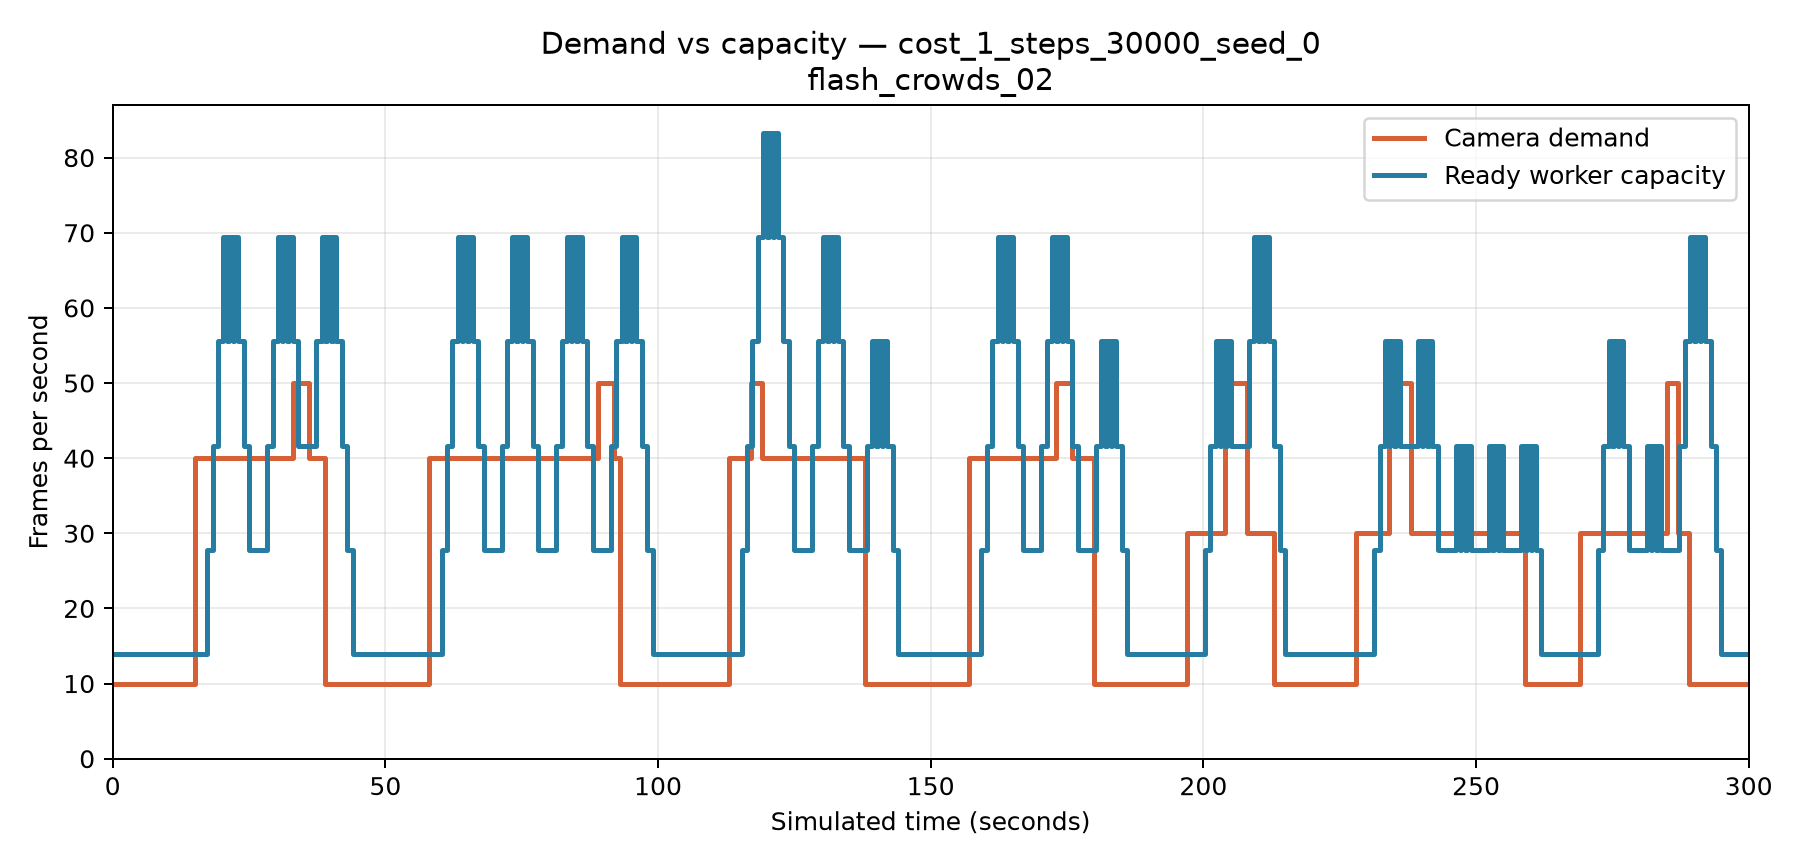 Demand vs capacity — cost_1_steps_30000_seed_0
flash_crowds_02
Camera demand
Ready worker capacity
Frames per second
80
70
60
50
40
30
20
10
0
0 50 100 150 200 250 300
Simulated time (seconds)